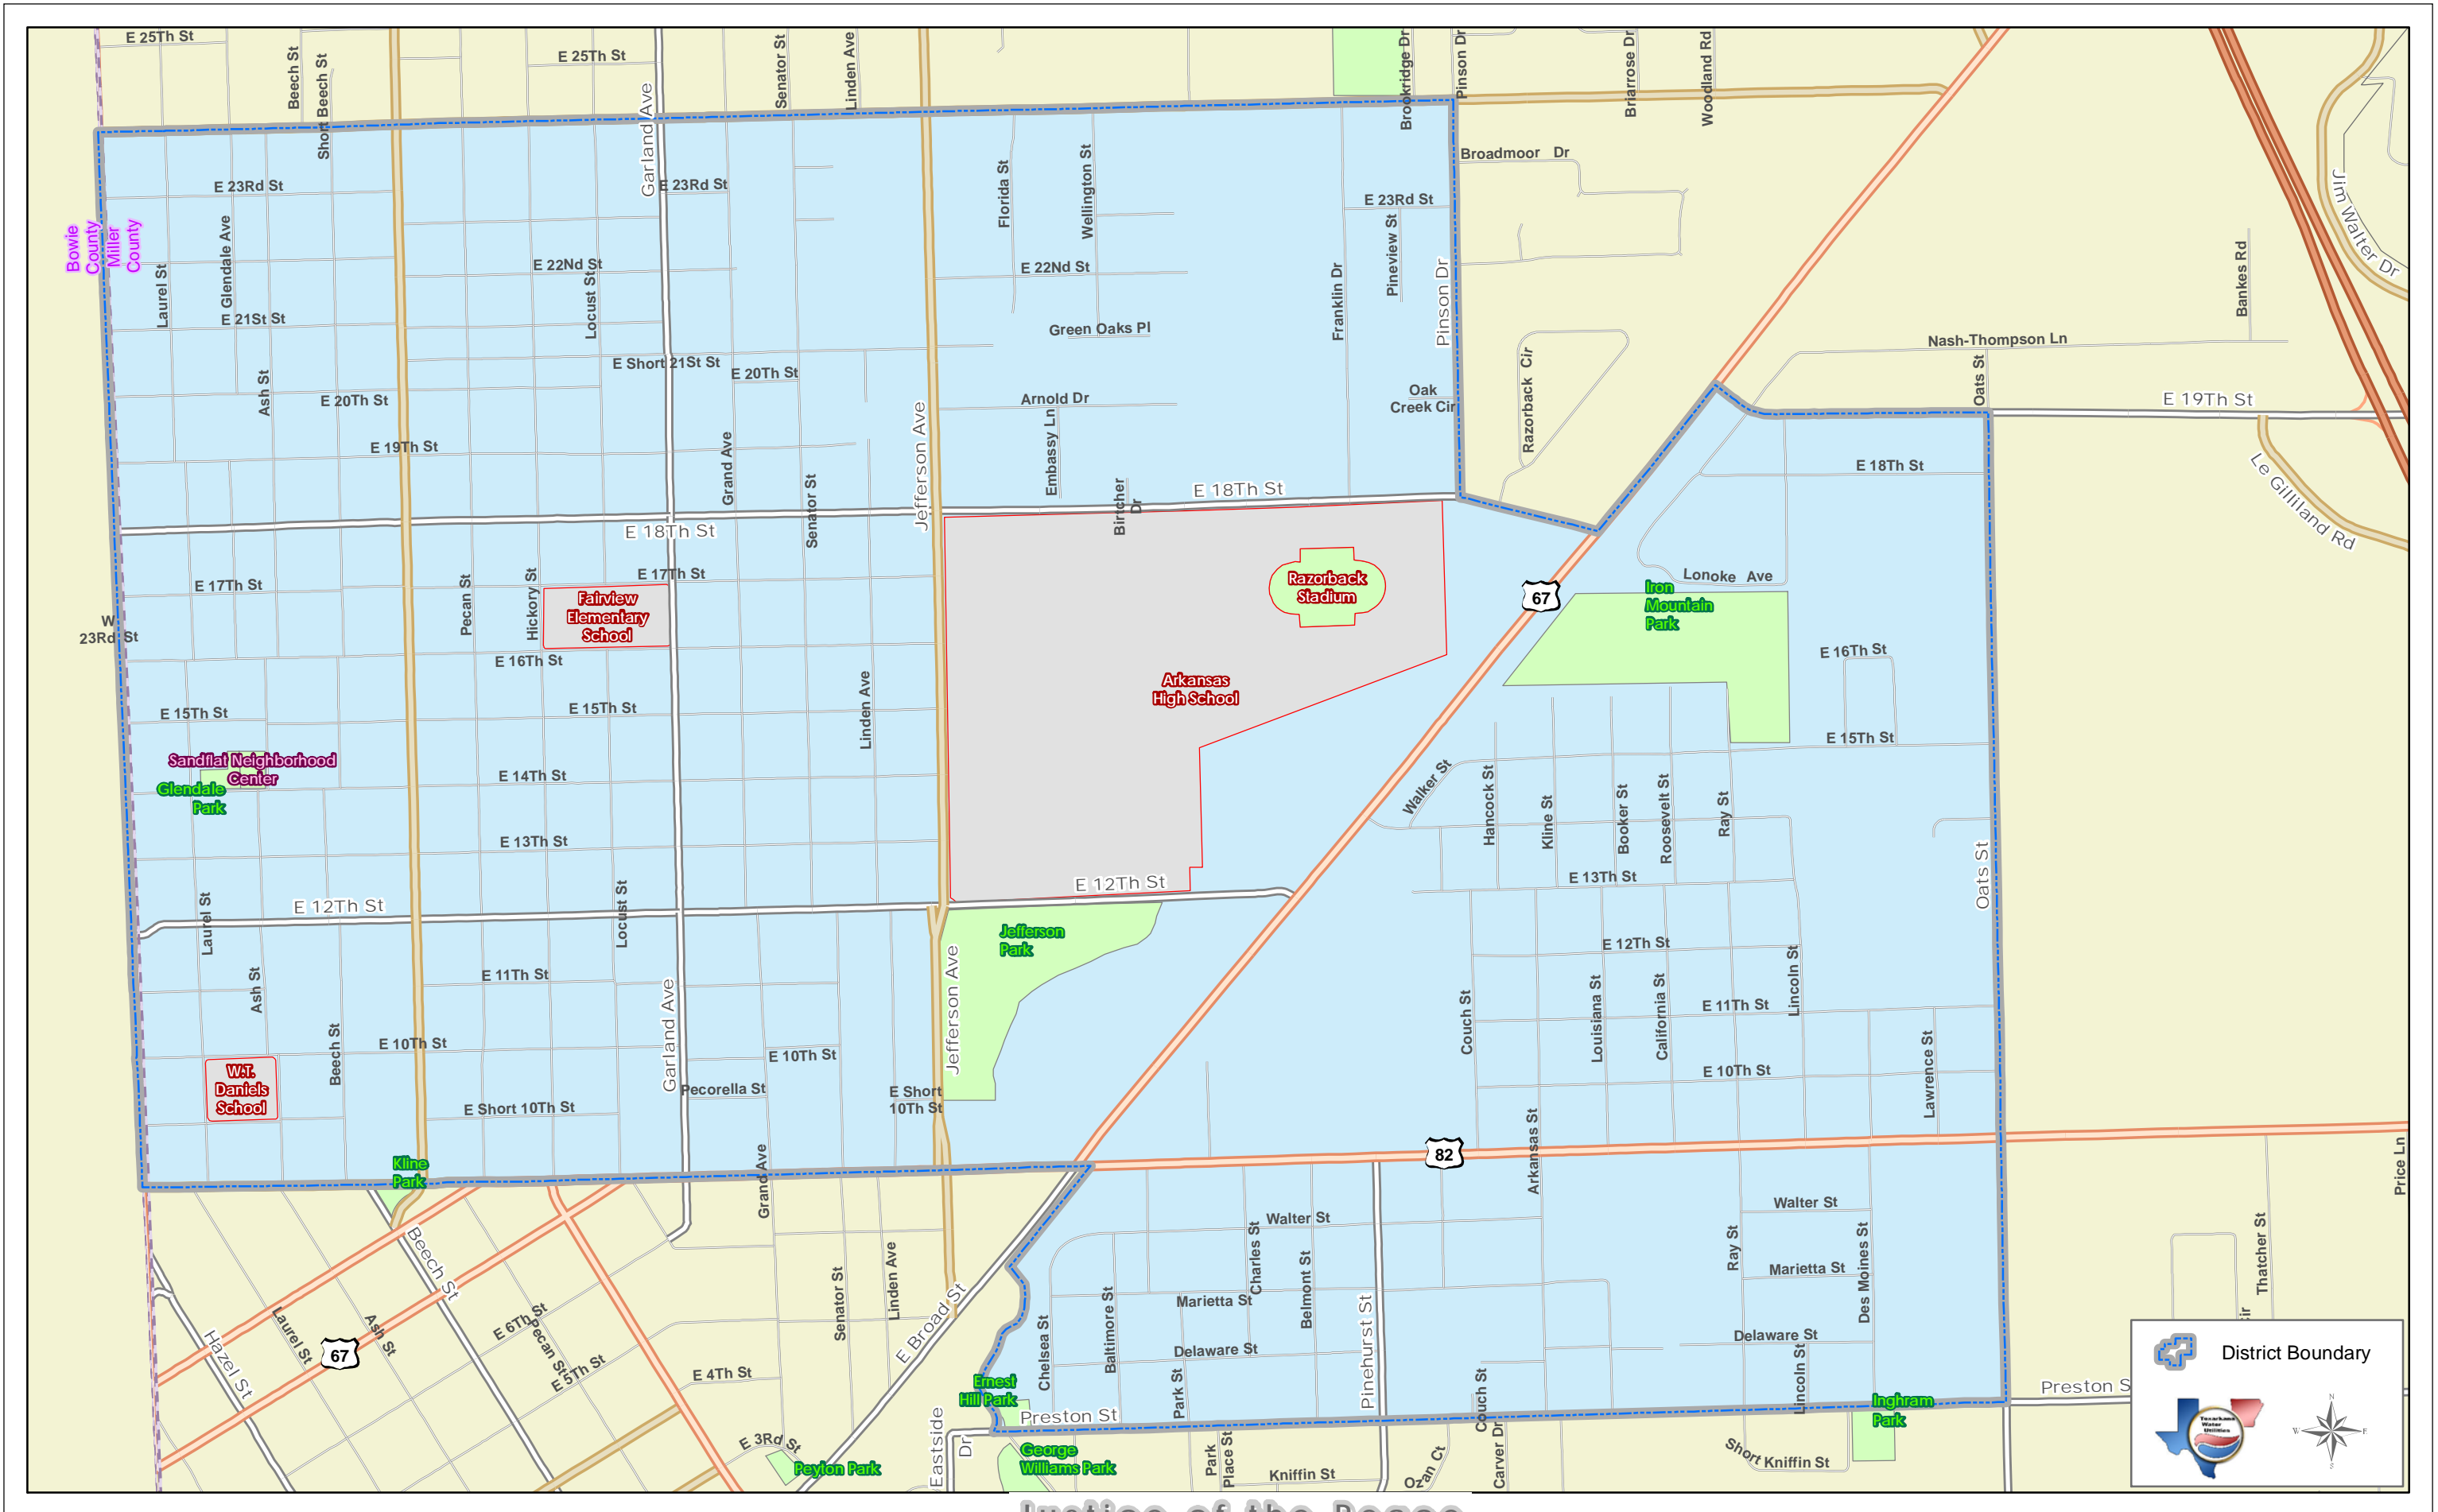 E 25Th St
Beech St
Short Beech St
E 25Th St
Garland Ave
Senator St
Linden Ave
Brookridge Dr
Pinson Dr
Briarrose Dr
Woodland Rd
Jim Walter Dr
Broadmoor Dr
E 23Rd St
E 23Rd St
E 23Rd St
Florida St
Wellington St
Bowie
County
Miller
County
Laurel St
Glendale Ave
E 22Nd St
Locust St
E 22Nd St
Franklin Dr
Pineview St
Pinson Dr
Bankes Rd
E 21St St
Green Oaks Pl
Nash-Thompson Ln
Ash St
E Short 21St St
E 20Th St
E 20Th St
Arnold Dr
Oak
Creek Cir
Razorback Cir
Oats St
E 19Th St
E 19Th St
Grand Ave
Senator St
Jefferson Ave
Embassy Ln
Birtcher
Dr
E 18Th St
E 18Th St
E 18Th St
Le Gilliland Rd
E 17Th St
E 17Th St
Pecan St
Hickory St
Fairview
Elementary
School
Razorback
Stadium
67
Lonoke Ave
Iron
Mountain
Park
W
23Rd St
E 16Th St
E 16Th St
Arkansas
High School
Linden Ave
E 15Th St
E 15Th St
E 15Th St
Sandflat Neighborhood
Center
Glendale
Park
E 14Th St
Walker St
Hancock St
Kline St
Booker St
Roosevelt St
Ray St
E 13Th St
E 13Th St
Oats St
E 12Th St
E 12Th St
Laurel St
Locust St
Jefferson
Park
E 12Th St
Lincoln St
Ash St
E 11Th St
Garland Ave
Jefferson Ave
Couch St
Louisiana St
California St
E 11Th St
Beech St
E 10Th St
E 10Th St
E 10Th St
Lawrence St
W.T.
Daniels
School
Pecorella St
E Short
10Th St
E Short 10Th St
Arkansas St
82
Kline
Park
Grand Ave
Price Ln
Walter St
Walter St
Charles St
Belmont St
Ray St
Des Moines St
Thatcher St
Beech St
Senator St
Linden Ave
E Broad St
Marietta St
Marietta St
Baltimore St
Chelsea St
Pinehurst St
Hazel St
Laurel St
Ash St
67
E 6Th St
Pecan St
E 5Th St
E 4Th St
Delaware St
Delaware St
Park St
Couch St
Lincoln St
Ernest
Hill Park
Preston St
Inghram
Park
Preston S
ir
District Boundary
Texarkana
Water
Utilities
N
W
E
S
E 3Rd St
Peyton Park
Eastside
Dr
George
Williams Park
Park
Place St
Kniffin St
Ozan Ct
Carver Dr
Short Kniffin St
Justice of the Peace